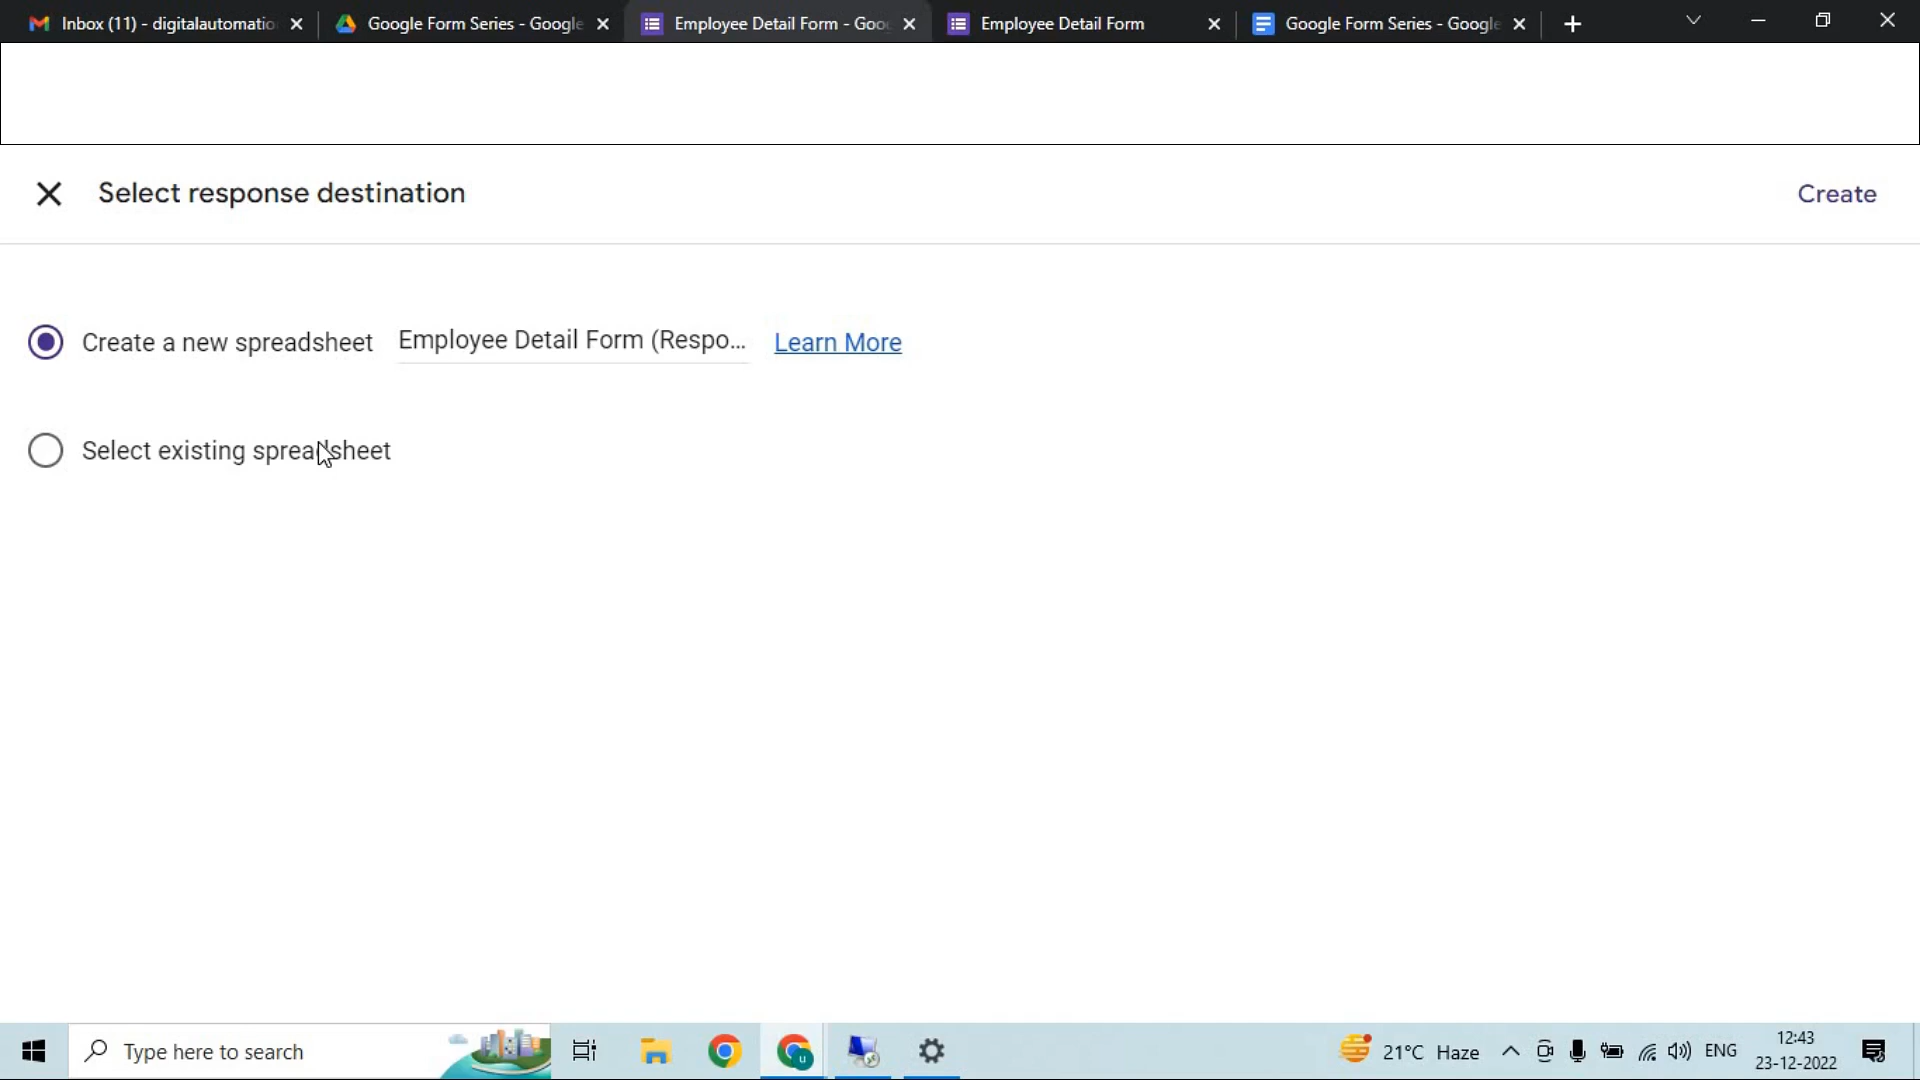 Inbox (11) - digitalautomatio
Google Form Series - Google
Employee Detail Form - Goo
Employee Detail Form
Google Form Series - Google
Select response destination
Create
Create a new spreadsheet
Employee Detail Form (Respo...
Learn More
Select existing spreadsheet
Type here to search
u
21°C Haze
ENG
12:43
23-12-2022